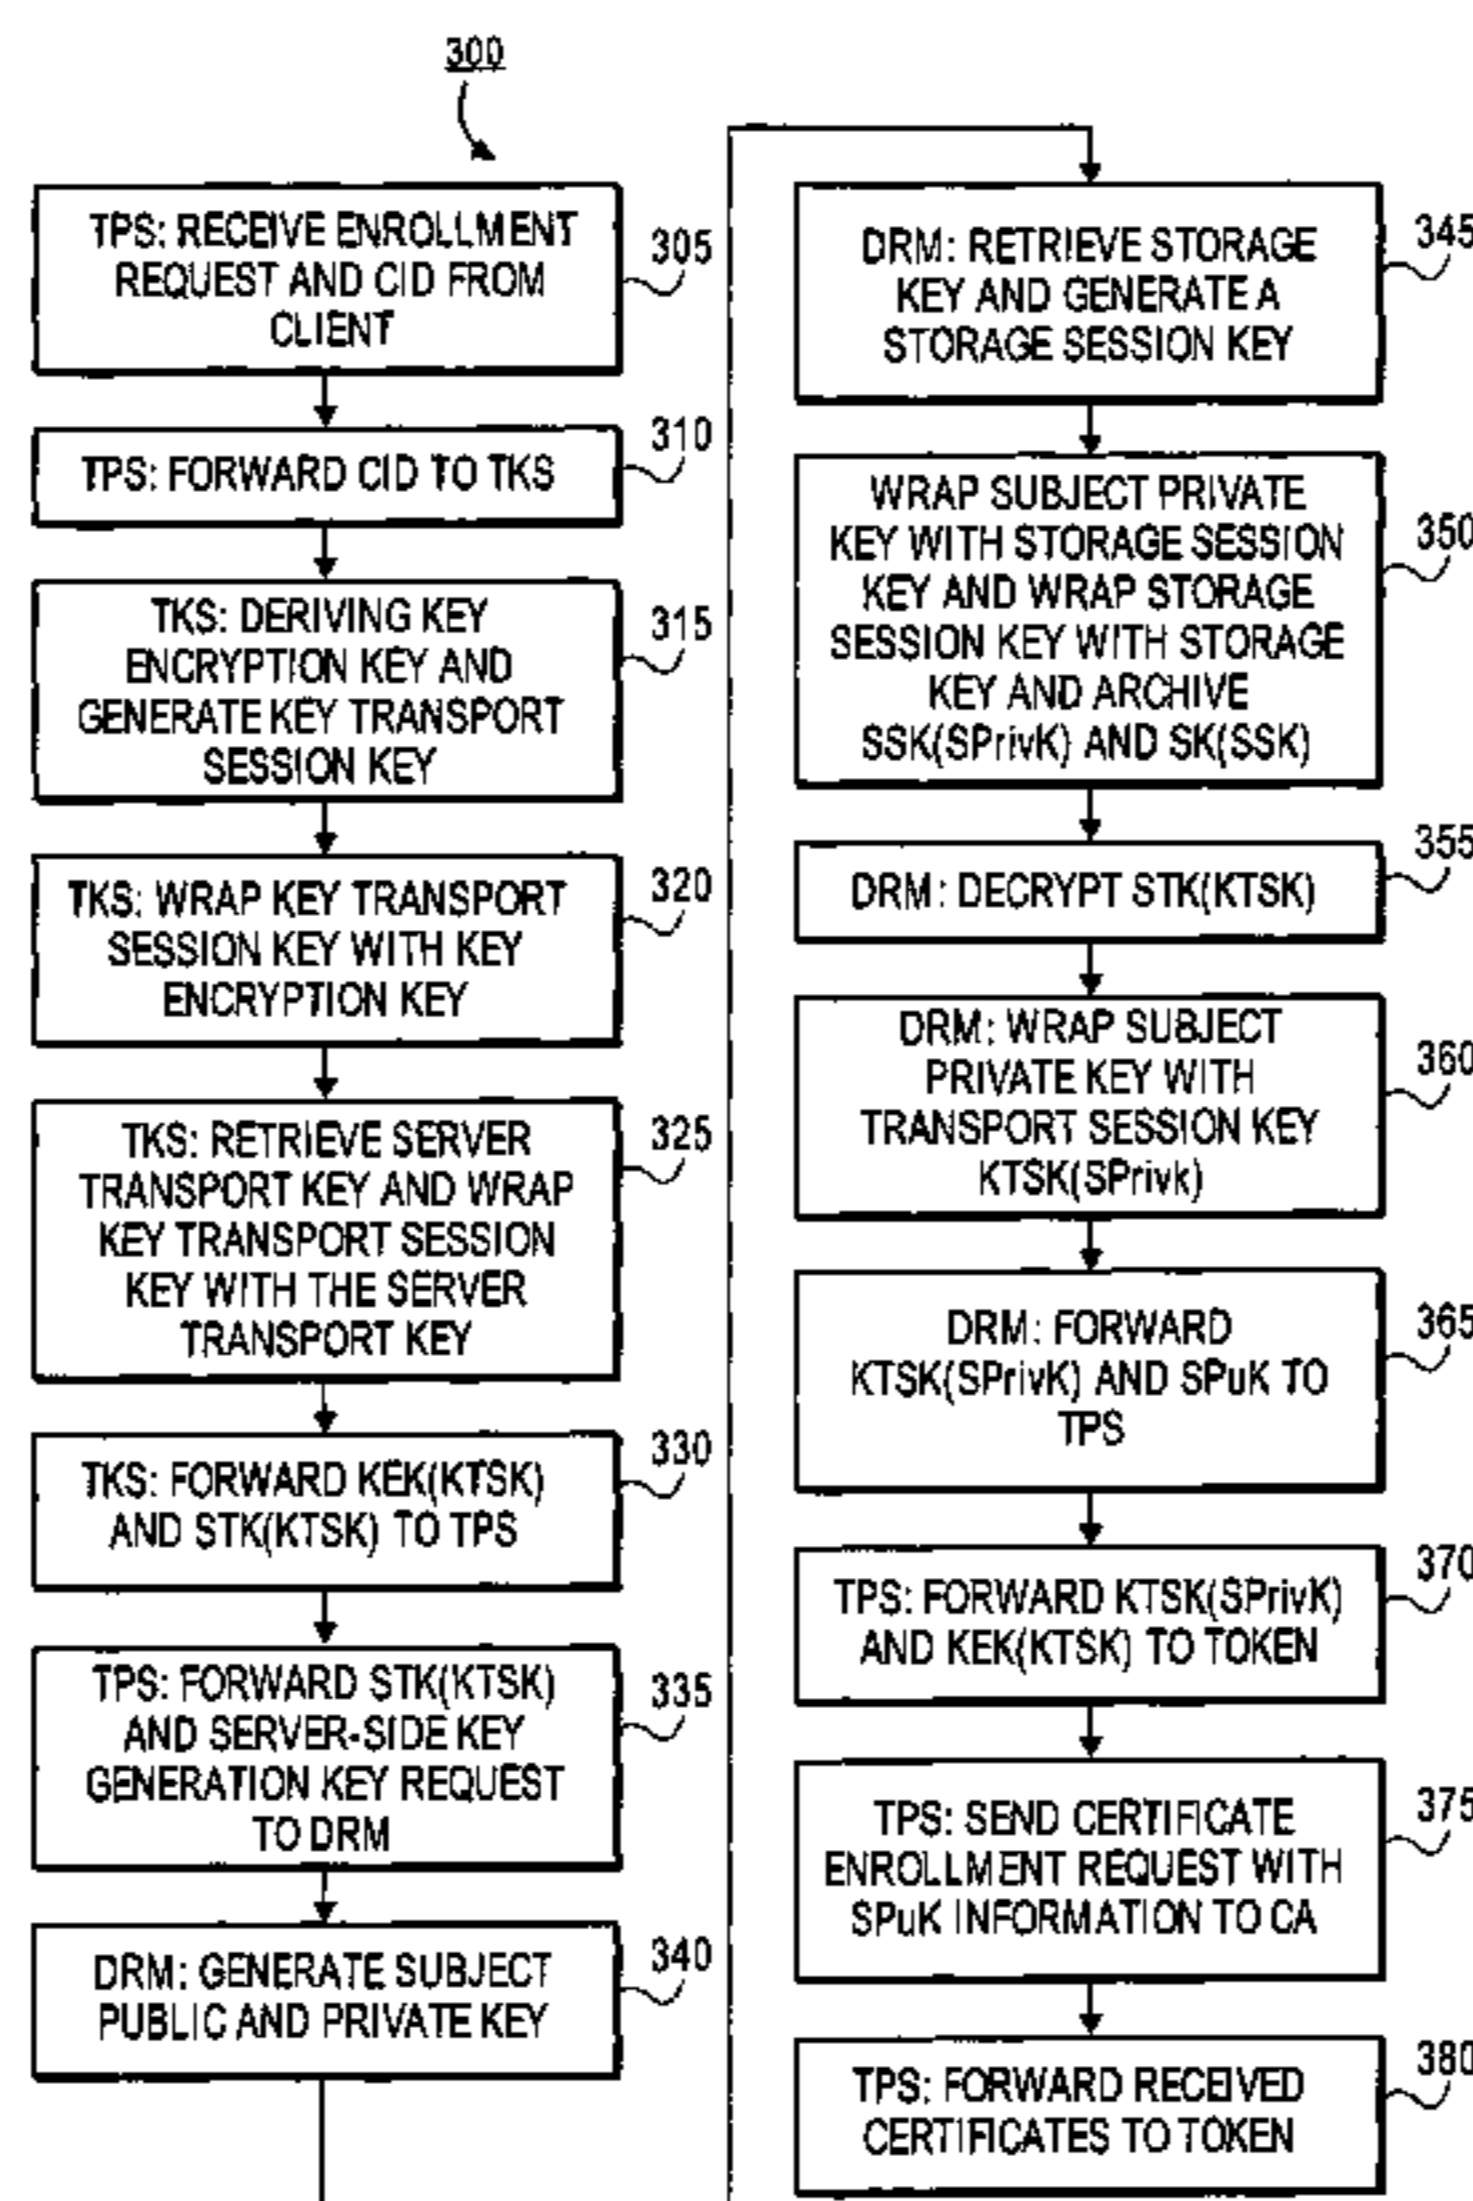 300
TPS: RECEIVE ENROLLMENT
REQUEST AND CID FROM
CLIENT
305
TPS: FORWARD CID TO TKS
310
TKS: DERIVING KEY
ENCRYPTION KEY AND
GENERATE KEY TRANSPORT
SESSION KEY
315
TKS: WRAP KEY TRANSPORT
SESSION KEY WITH KEY
ENCRYPTION KEY
320
TKS: RETRIEVE SERVER
TRANSPORT KEY AND WRAP
KEY TRANSPORT SESSION
KEY WITH THE SERVER
TRANSPORT KEY
325
TKS: FORWARD KEK(KTSK)
AND STK(KTSK) TO TPS
330
TPS: FORWARD STK(KTSK)
AND SERVER-SIDE KEY
GENERATION KEY REQUEST
TO DRM
335
DRM: GENERATE SUBJECT
PUBLIC AND PRIVATE KEY
340
DRM: RETRIEVE STORAGE
KEY AND GENERATE A
STORAGE SESSION KEY
345
WRAP SUBJECT PRIVATE
KEY WITH STORAGE SESSION
KEY AND WRAP STORAGE
SESSION KEY WITH STORAGE
KEY AND ARCHIVE
SSK(SPrivK) AND SK(SSK)
350
DRM: DECRYPT STK(KTSK)
355
DRM: WRAP SUBJECT
PRIVATE KEY WITH
TRANSPORT SESSION KEY
KTSK(SPrivk)
360
DRM: FORWARD
KTSK(SPrivK) AND SPuK TO
TPS
365
TPS: FORWARD KTSK(SPrivK)
AND KEK(KTSK) TO TOKEN
370
TPS: SEND CERTIFICATE
ENROLLMENT REQUEST WITH
SPuK INFORMATION TO CA
375
TPS: FORWARD RECEIVED
CERTIFICATES TO TOKEN
380